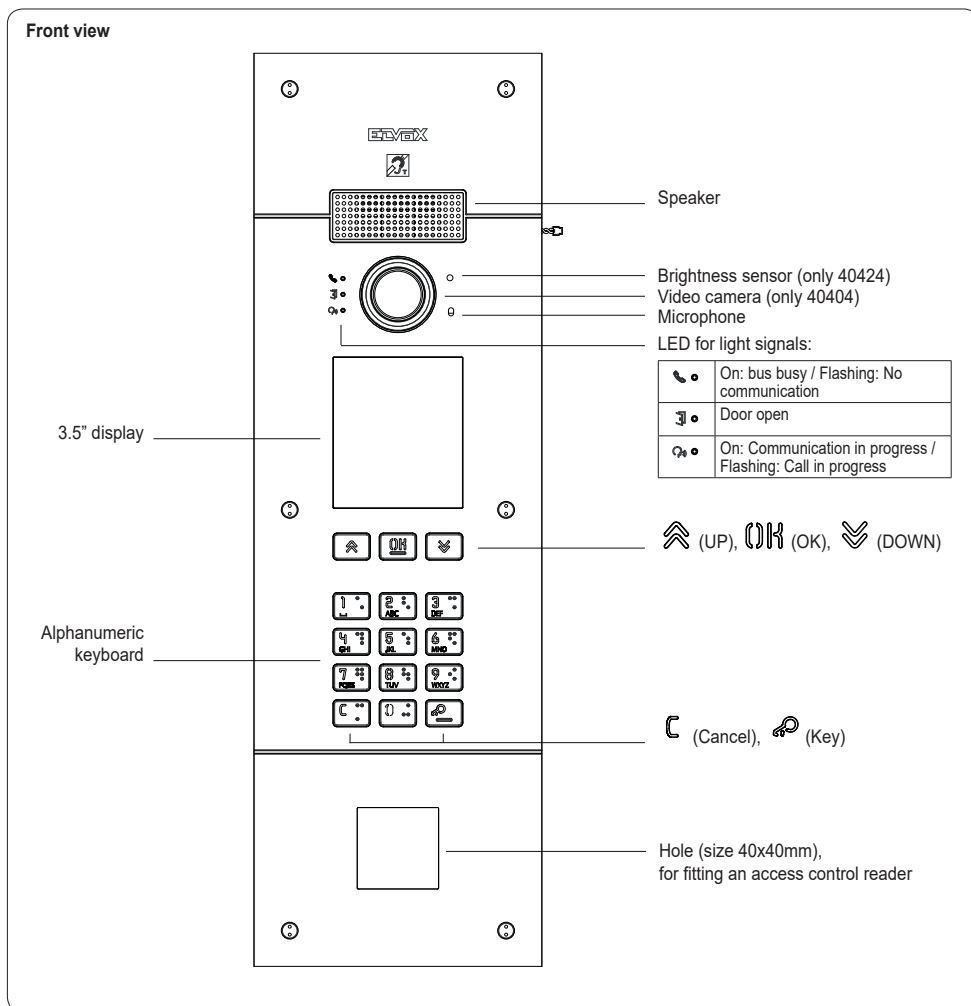 Front view
ELVOX
T
Speaker
Brightness sensor (only 40424)
Video camera (only 40404)
Microphone
LED for light signals:
On: bus busy / Flashing: No
communication
Door open
On: Communication in progress /
Flashing: Call in progress
3.5” display
OK
(UP), OK (OK), (DOWN)
1 2 3
ABC DEF
4 5 6
GHI JKL MNO
7 8 9
PQRS TUV WXYZ
C 0
Alphanumeric
keyboard
C (Cancel), (Key)
Hole (size 40x40mm),
for fitting an access control reader